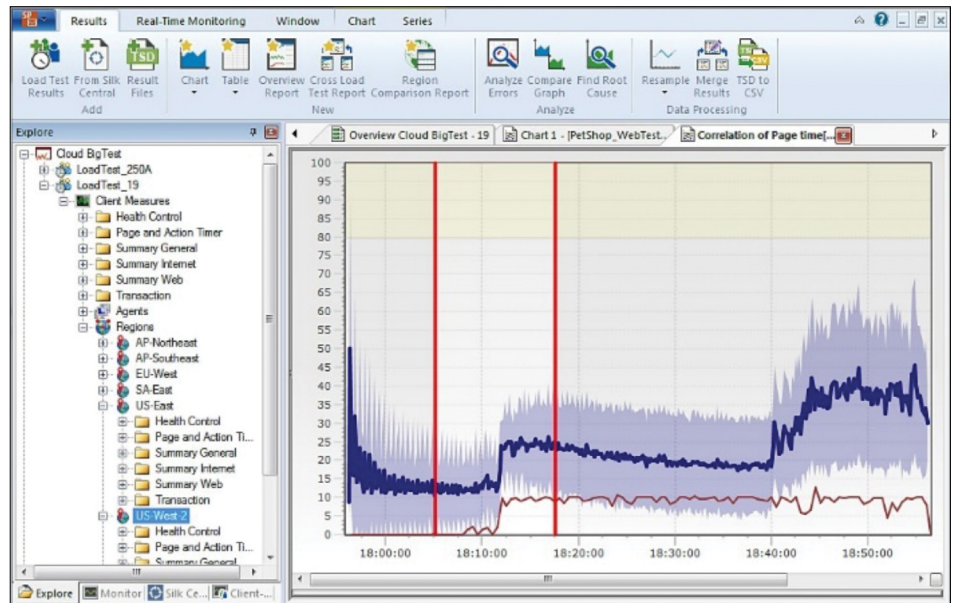 Results Real-Time Monitoring Window Chart Series
Load Test Results
From Silk Central
Result Files
Add
Chart
Table
Overview Report
Cross Load Test Report
Region Comparison Report
New
Analyze Errors
Compare Graph
Find Root Cause
Analyze
Resample
Merge Results
TSD to CSV
Data Processing
TSD
Explore
Overview Cloud BigTest - 19
Chart 1 - [PetShop_WebTest..
Correlation of Page time[...
Cloud BigTest
LoadTest_250A
LoadTest_19
Client Measures
Health Control
Page and Action Timer
Summary General
Summary Internet
Summary Web
Transaction
Agents
Regions
AP-Northeast
AP-Southeast
EU-West
SA-East
US-East
Health Control
Page and Action Ti...
Summary General
Summary Internet
Summary Web
Transaction
US-West-2
Health Control
Page and Action Ti...
Summary General
Explore Monitor Silk Ce... Client-...
100
95
90
85
80
75
70
65
60
55
50
45
40
35
30
25
20
15
10
5
0
18:00:00 18:10:00 18:20:00 18:30:00 18:40:00 18:50:00